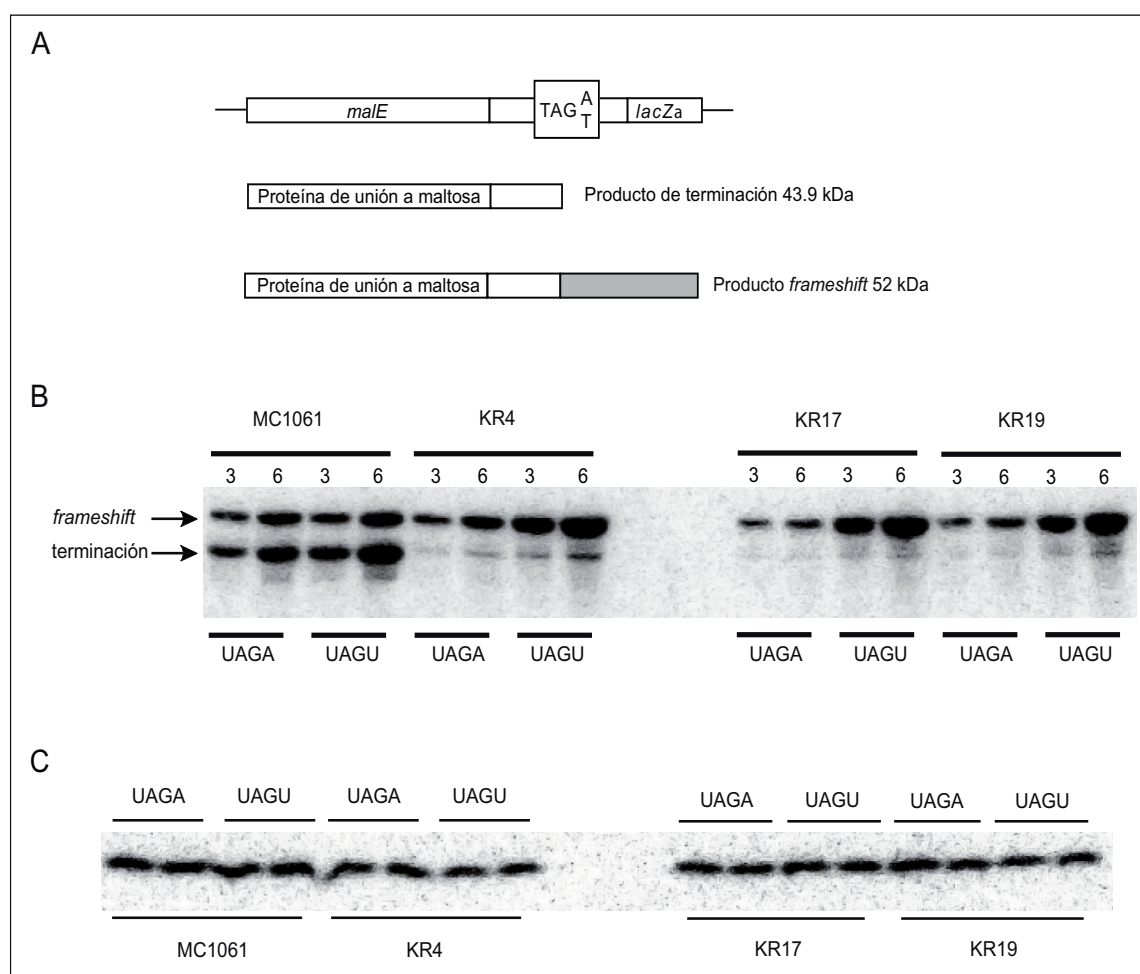 A
malE TAG A T lacZa
Proteína de unión a maltosa Producto de terminación 43.9 kDa
Proteína de unión a maltosa Producto frameshift 52 kDa
B
MC1061 KR4 KR17 KR19
3 6 3 6 3 6 3 6 3 6 3 6 3 6 3 6
frameshift
terminación
UAGA UAGU UAGA UAGU UAGA UAGU UAGA UAGU
C
UAGA UAGU UAGA UAGU UAGA UAGU UAGA UAGU
MC1061 KR4 KR17 KR19